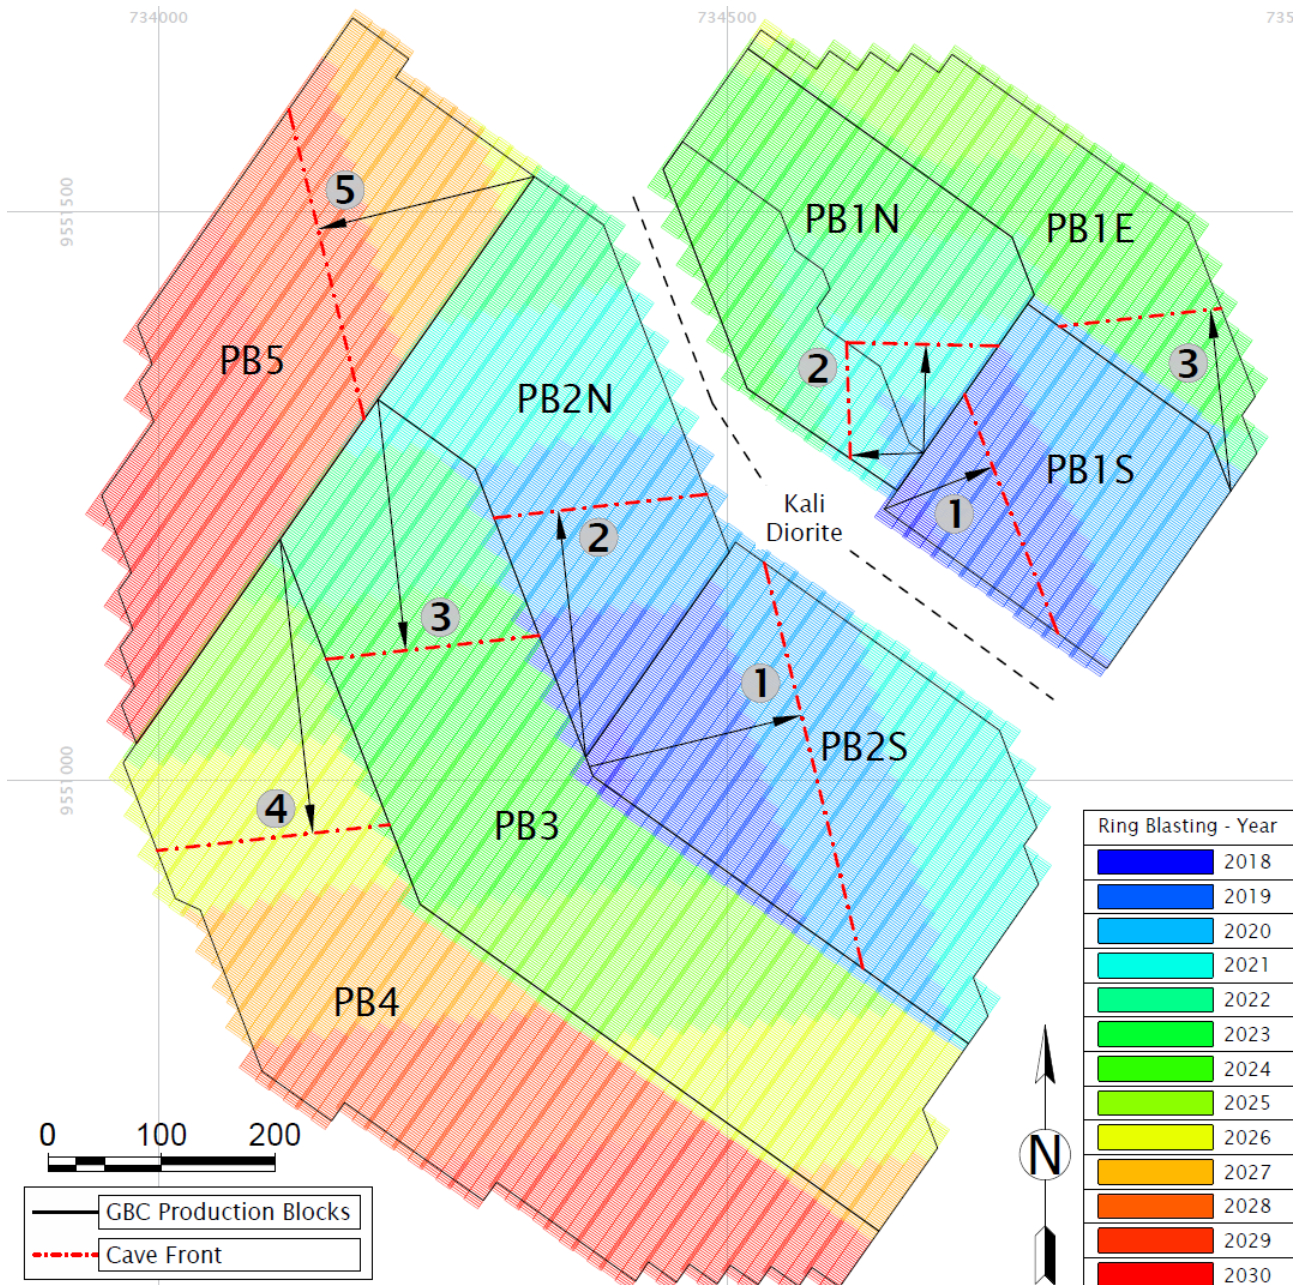 734000
734500
735
9551500
9551000
5
PB1N
PB1E
PB5
2
3
PB2N
PB1S
Kali
Diorite
1
2
3
1
PB2S
4
PB3
PB4
Ring Blasting - Year
2018
2019
2020
2021
2022
2023
2024
2025
2026
2027
2028
2029
2030
0 100 200
N
GBC Production Blocks
Cave Front